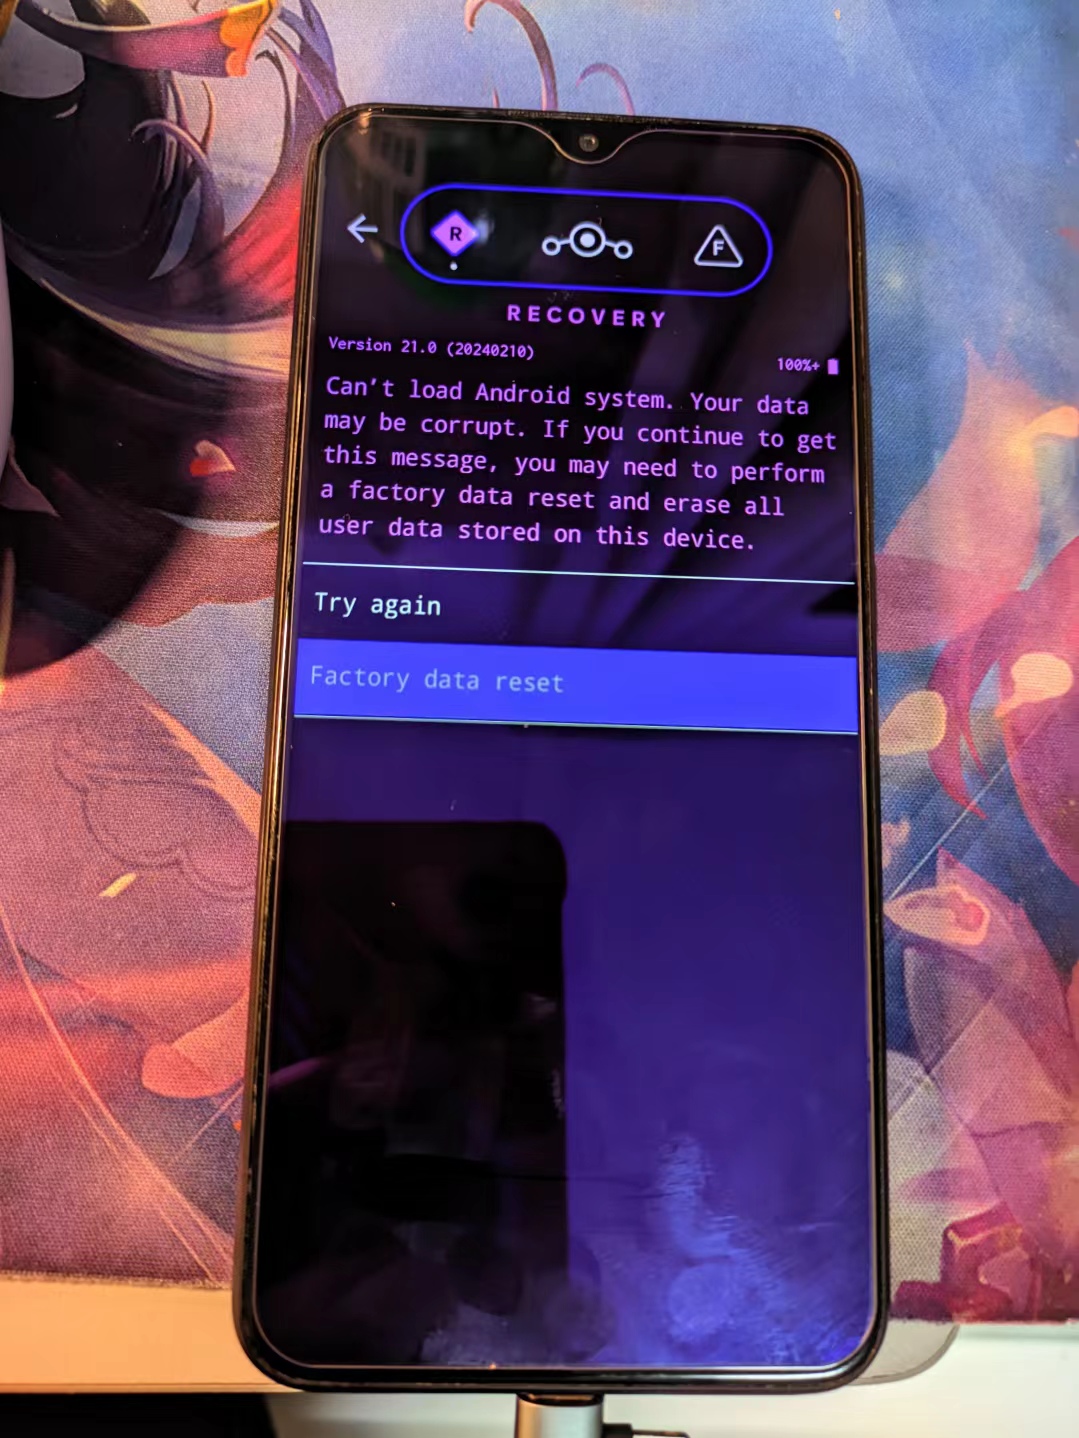 R
F
RECOVERY
Version 21.0 (20240210)
100%+
Can't load Android system. Your data
may be corrupt. If you continue to get
this message, you may need to perform
a factory data reset and erase all
user data stored on this device.
Try again
Factory data reset